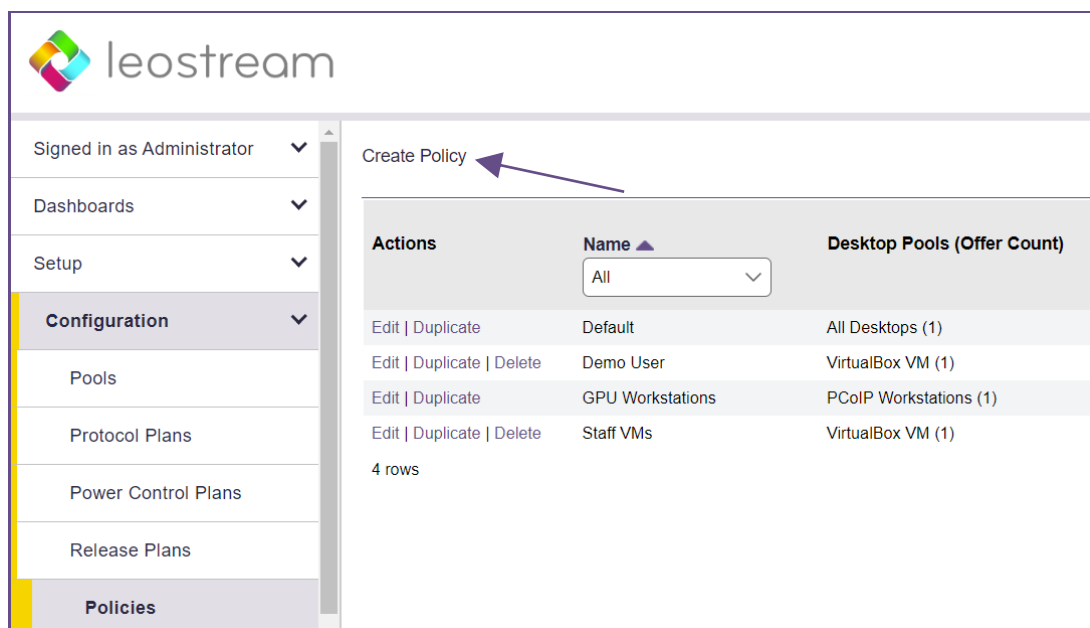 leostream
Signed in as Administrator
Dashboards
Setup
Configuration
Pools
Protocol Plans
Power Control Plans
Release Plans
Policies
Create Policy
Actions Name Desktop Pools (Offer Count)
All
Edit | Duplicate Default All Desktops (1)
Edit | Duplicate | Delete Demo User VirtualBox VM (1)
Edit | Duplicate GPU Workstations PCoIP Workstations (1)
Edit | Duplicate | Delete Staff VMs VirtualBox VM (1)
4 rows